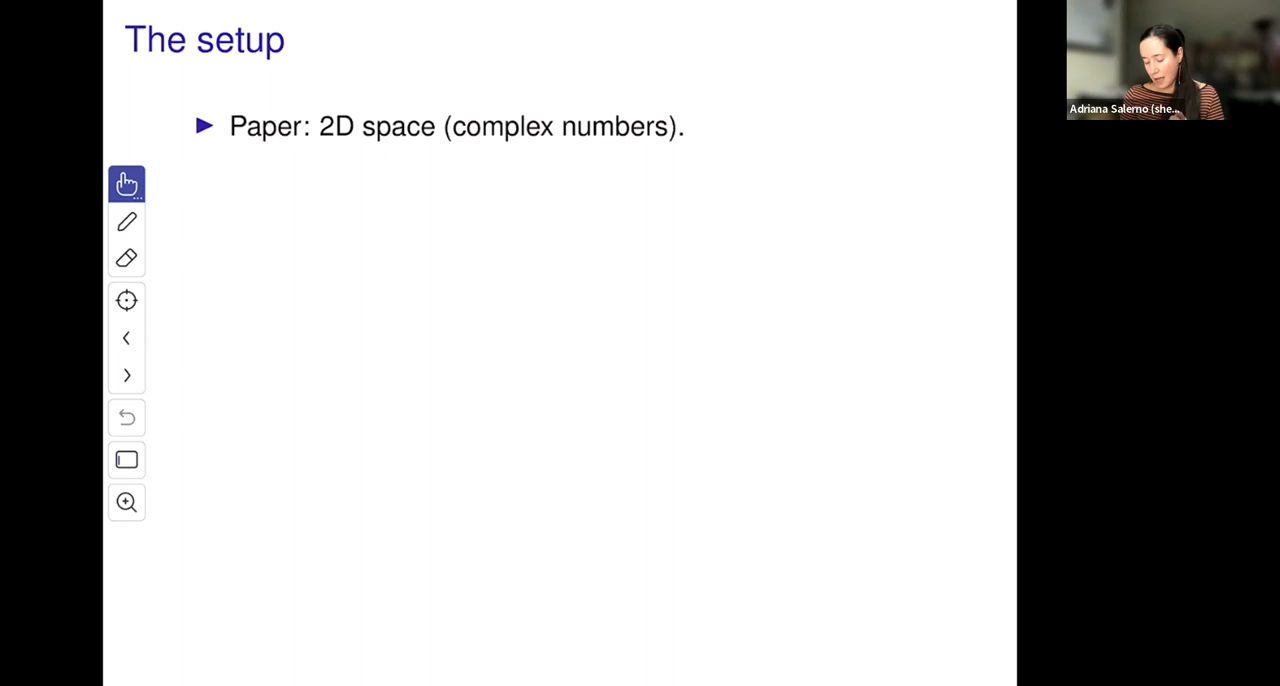 The setup
Paper: 2D space (complex numbers).
Adriana Salerno (she...